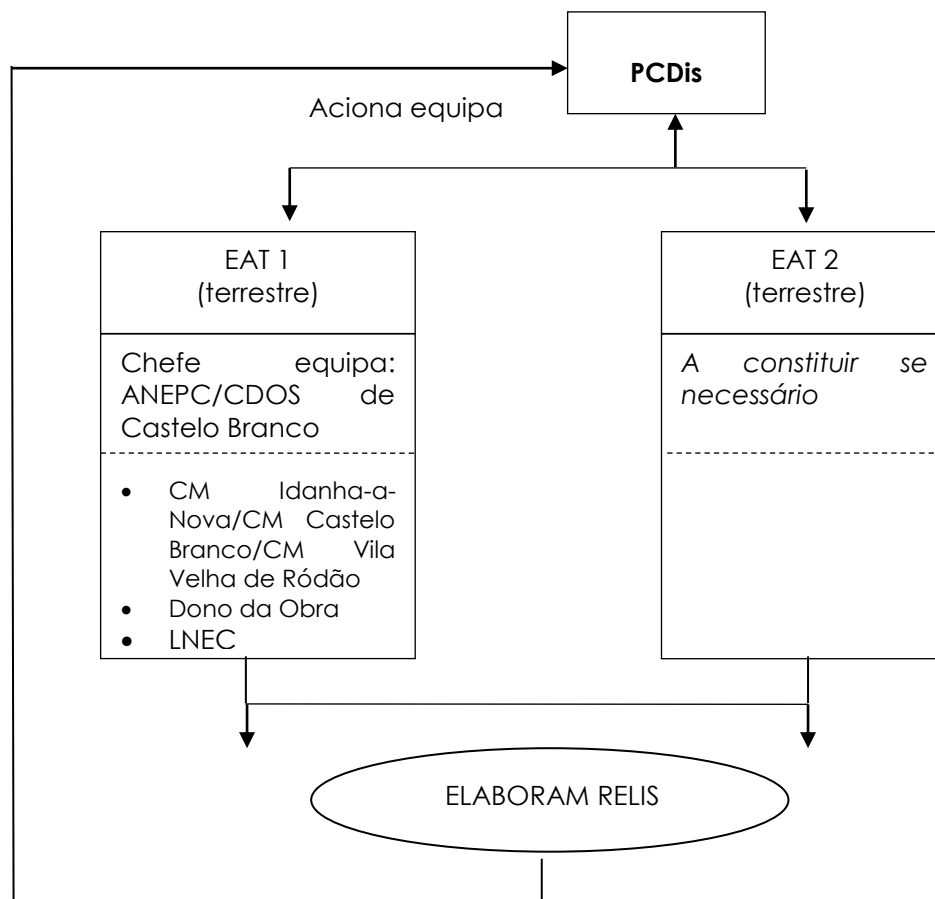 PCDis
Aciona equipa
EAT 1
(terrestre)
Chefe equipa:
ANEPC/CDOS de
Castelo Branco
• CM Idanha-a-
Nova/CM Castelo
Branco/CM Vila
Velha de Ródão
• Dono da Obra
• LNEC
EAT 2
(terrestre)
A constituir se
necessário
ELABORAM RELIS